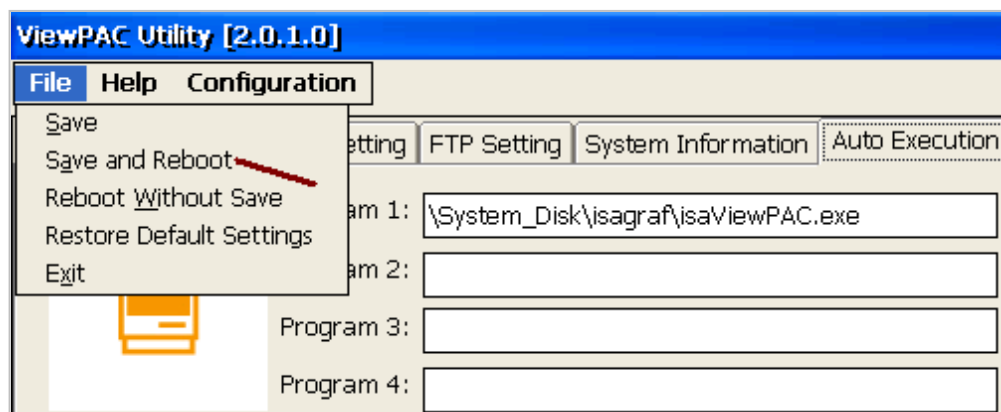 ViewPAC Utility [2.0.1.0]
File Help Configuration
Save
Save and Reboot
Reboot Without Save
Restore Default Settings
Exit
etting FTP Setting System Information Auto Execution
am 1: \System_Disk\isagraf\isaViewPAC.exe
am 2:
Program 3:
Program 4: